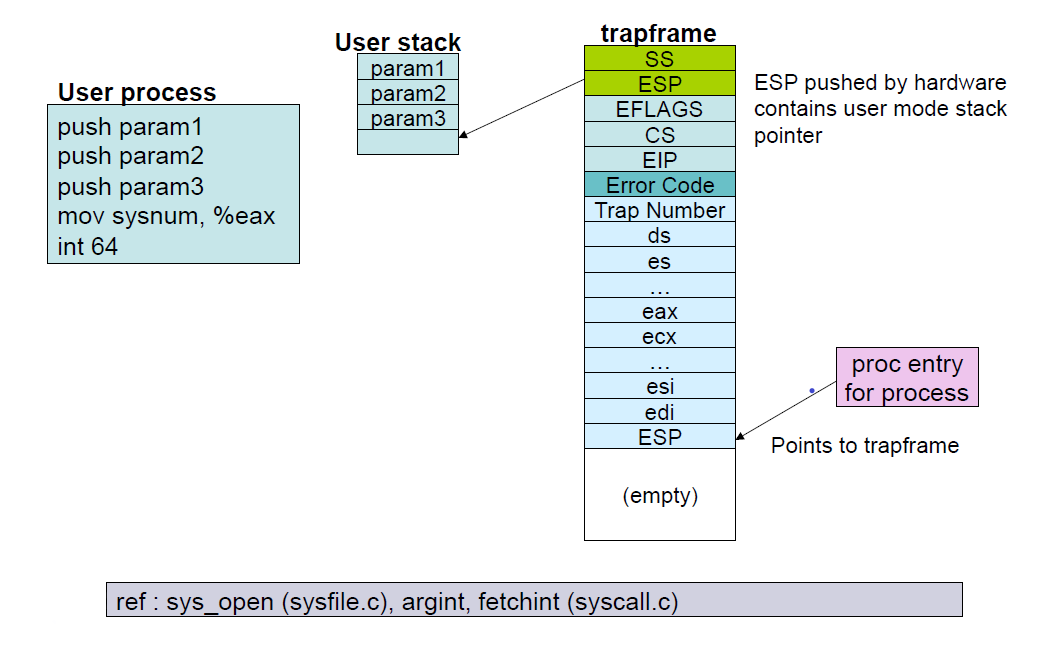 User process
push param1
push param2
push param3
mov sysnum, %eax
int 64
User stack
param1
param2
param3
trapframe
SS
ESP
EFLAGS
CS
EIP
Error Code
Trap Number
ds
es
...
eax
ecx
...
esi
edi
ESP
(empty)
ESP pushed by hardware
contains user mode stack
pointer
proc entry
for process
Points to trapframe
ref : sys_open (sysfile.c), argint, fetchint (syscall.c)